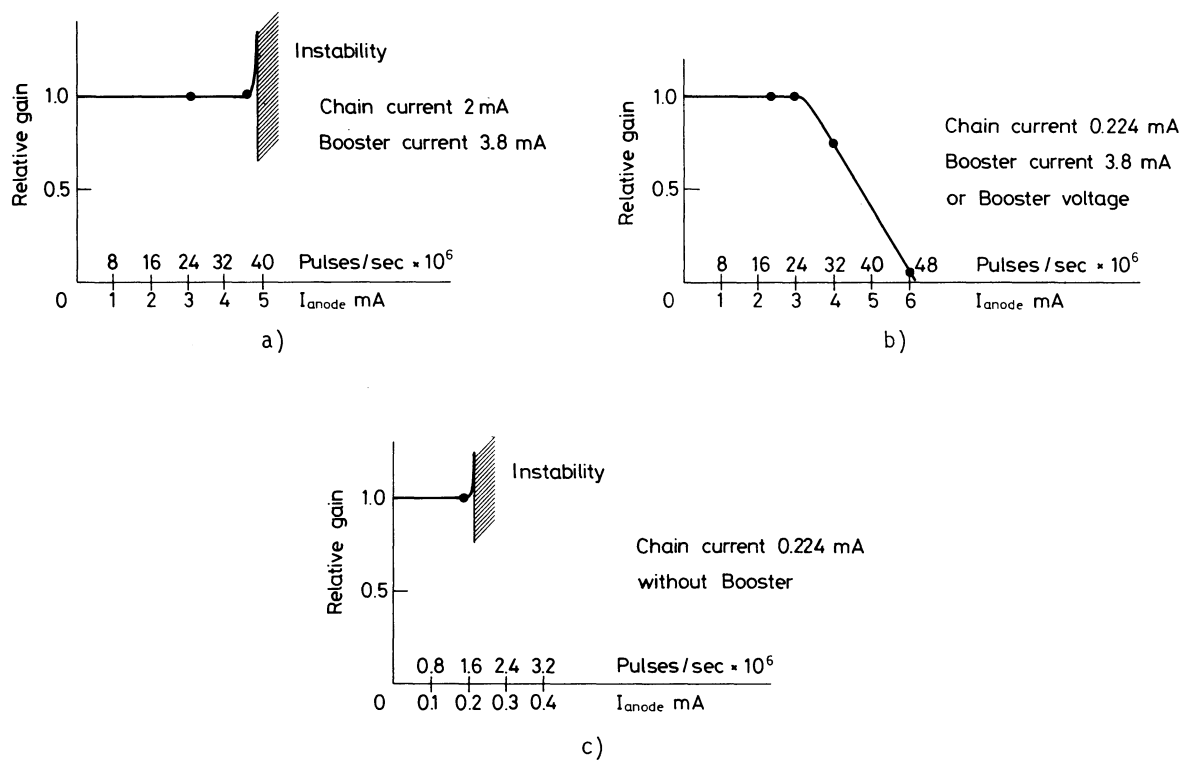 Relative gain
1.0
0.5
Instability
Chain current 2 mA
Booster current 3.8 mA
8 16 24 32 40 Pulses/sec × 10⁶
0 1 2 3 4 5 Ianode mA
a)
Relative gain
1.0
0.5
Chain current 0.224 mA
Booster current 3.8 mA
or Booster voltage
8 16 24 32 40 48 Pulses/sec × 10⁶
0 1 2 3 4 5 6 Ianode mA
b)
Relative gain
1.0
0.5
Instability
Chain current 0.224 mA
without Booster
0.8 1.6 2.4 3.2 Pulses/sec × 10⁶
0 0.1 0.2 0.3 0.4 Ianode mA
c)